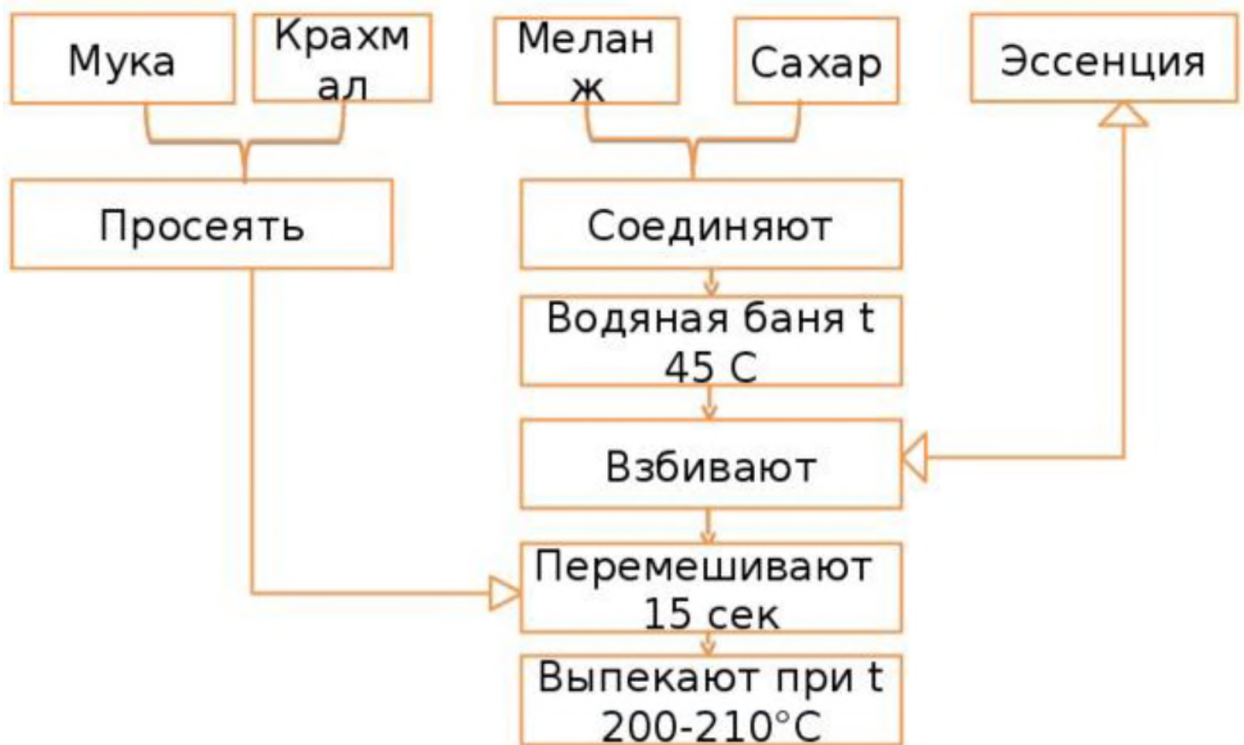 Мука
Крахм
ал
Мелан
ж
Сахар
Эссенция
Просеять
Соединяют
Водяная баня t
45 С
Взбивают
Перемешивают
15 сек
Выпекают при t
200-210°С